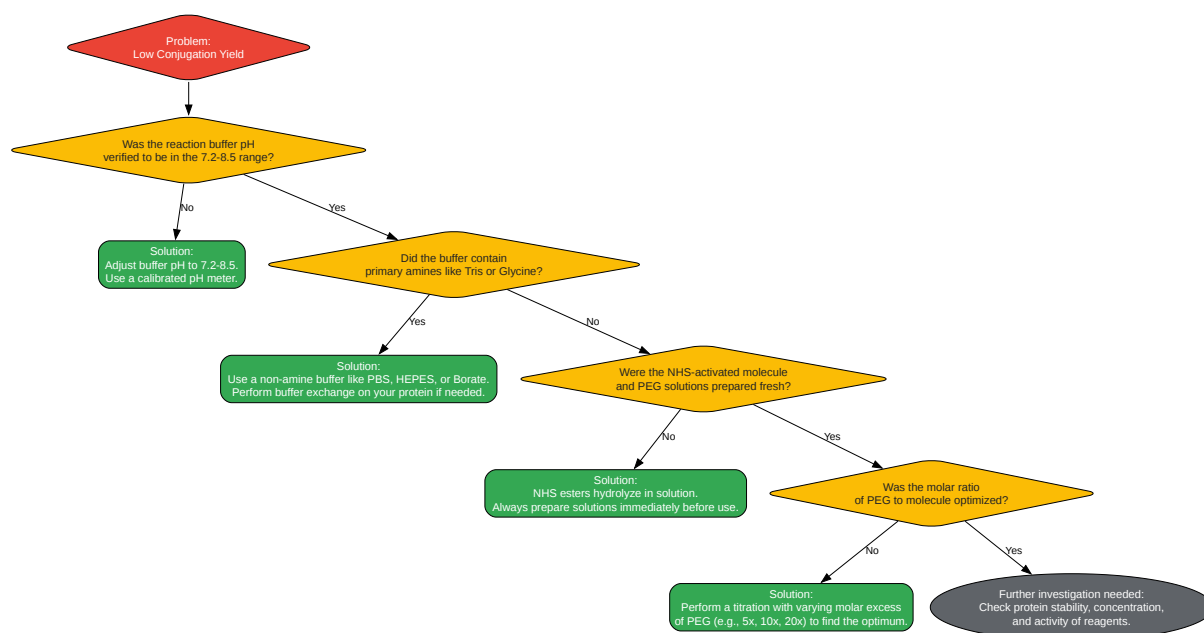 Problem:
Low Conjugation Yield
Was the reaction buffer pH
verified to be in the 7.2-8.5 range?
No
Yes
Solution:
Adjust buffer pH to 7.2-8.5.
Use a calibrated pH meter.
Did the buffer contain
primary amines like Tris or Glycine?
Yes
No
Solution:
Use a non-amine buffer like PBS, HEPES, or Borate.
Perform buffer exchange on your protein if needed.
Were the NHS-activated molecule
and PEG solutions prepared fresh?
No
Yes
Solution:
NHS esters hydrolyze in solution.
Always prepare solutions immediately before use.
Was the molar ratio
of PEG to molecule optimized?
No
Yes
Solution:
Perform a titration with varying molar excess
of PEG (e.g., 5x, 10x, 20x) to find the optimum.
Further investigation needed:
Check protein stability, concentration,
and activity of reagents.